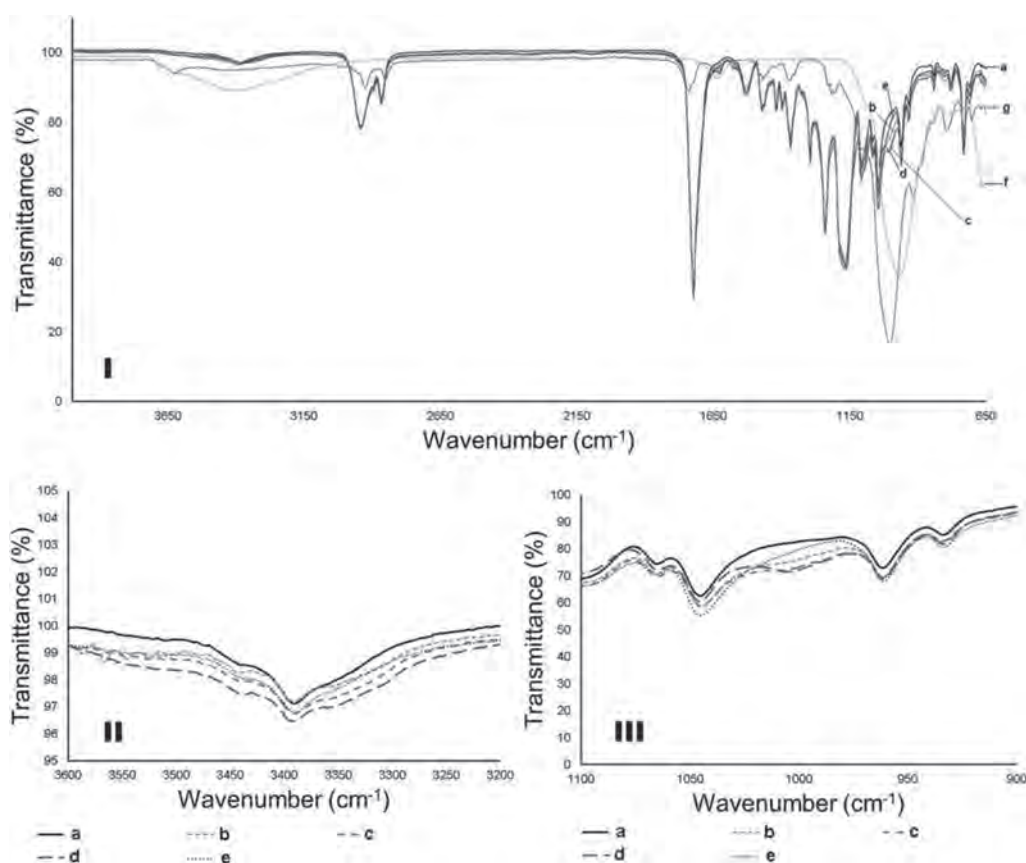 Transmittamce (%)
100
80
60
40
20
0
e
b
a
g
d
f
c
I
3650 3150 2650 2150 1650 1150 650
Wavenumber (cm-1)
Transmittance (%)
105
104
103
102
101
100
99
98
97
96
95
II
3600 3550 3500 3450 3400 3350 3300 3250 3200
Wavenumber (cm-1)
a b c
d e
Transmittance (%)
100
90
80
70
60
50
40
30
20
10
0
III
1100 1050 1000 950 900
Wavenumber (cm-1)
a b c
d e